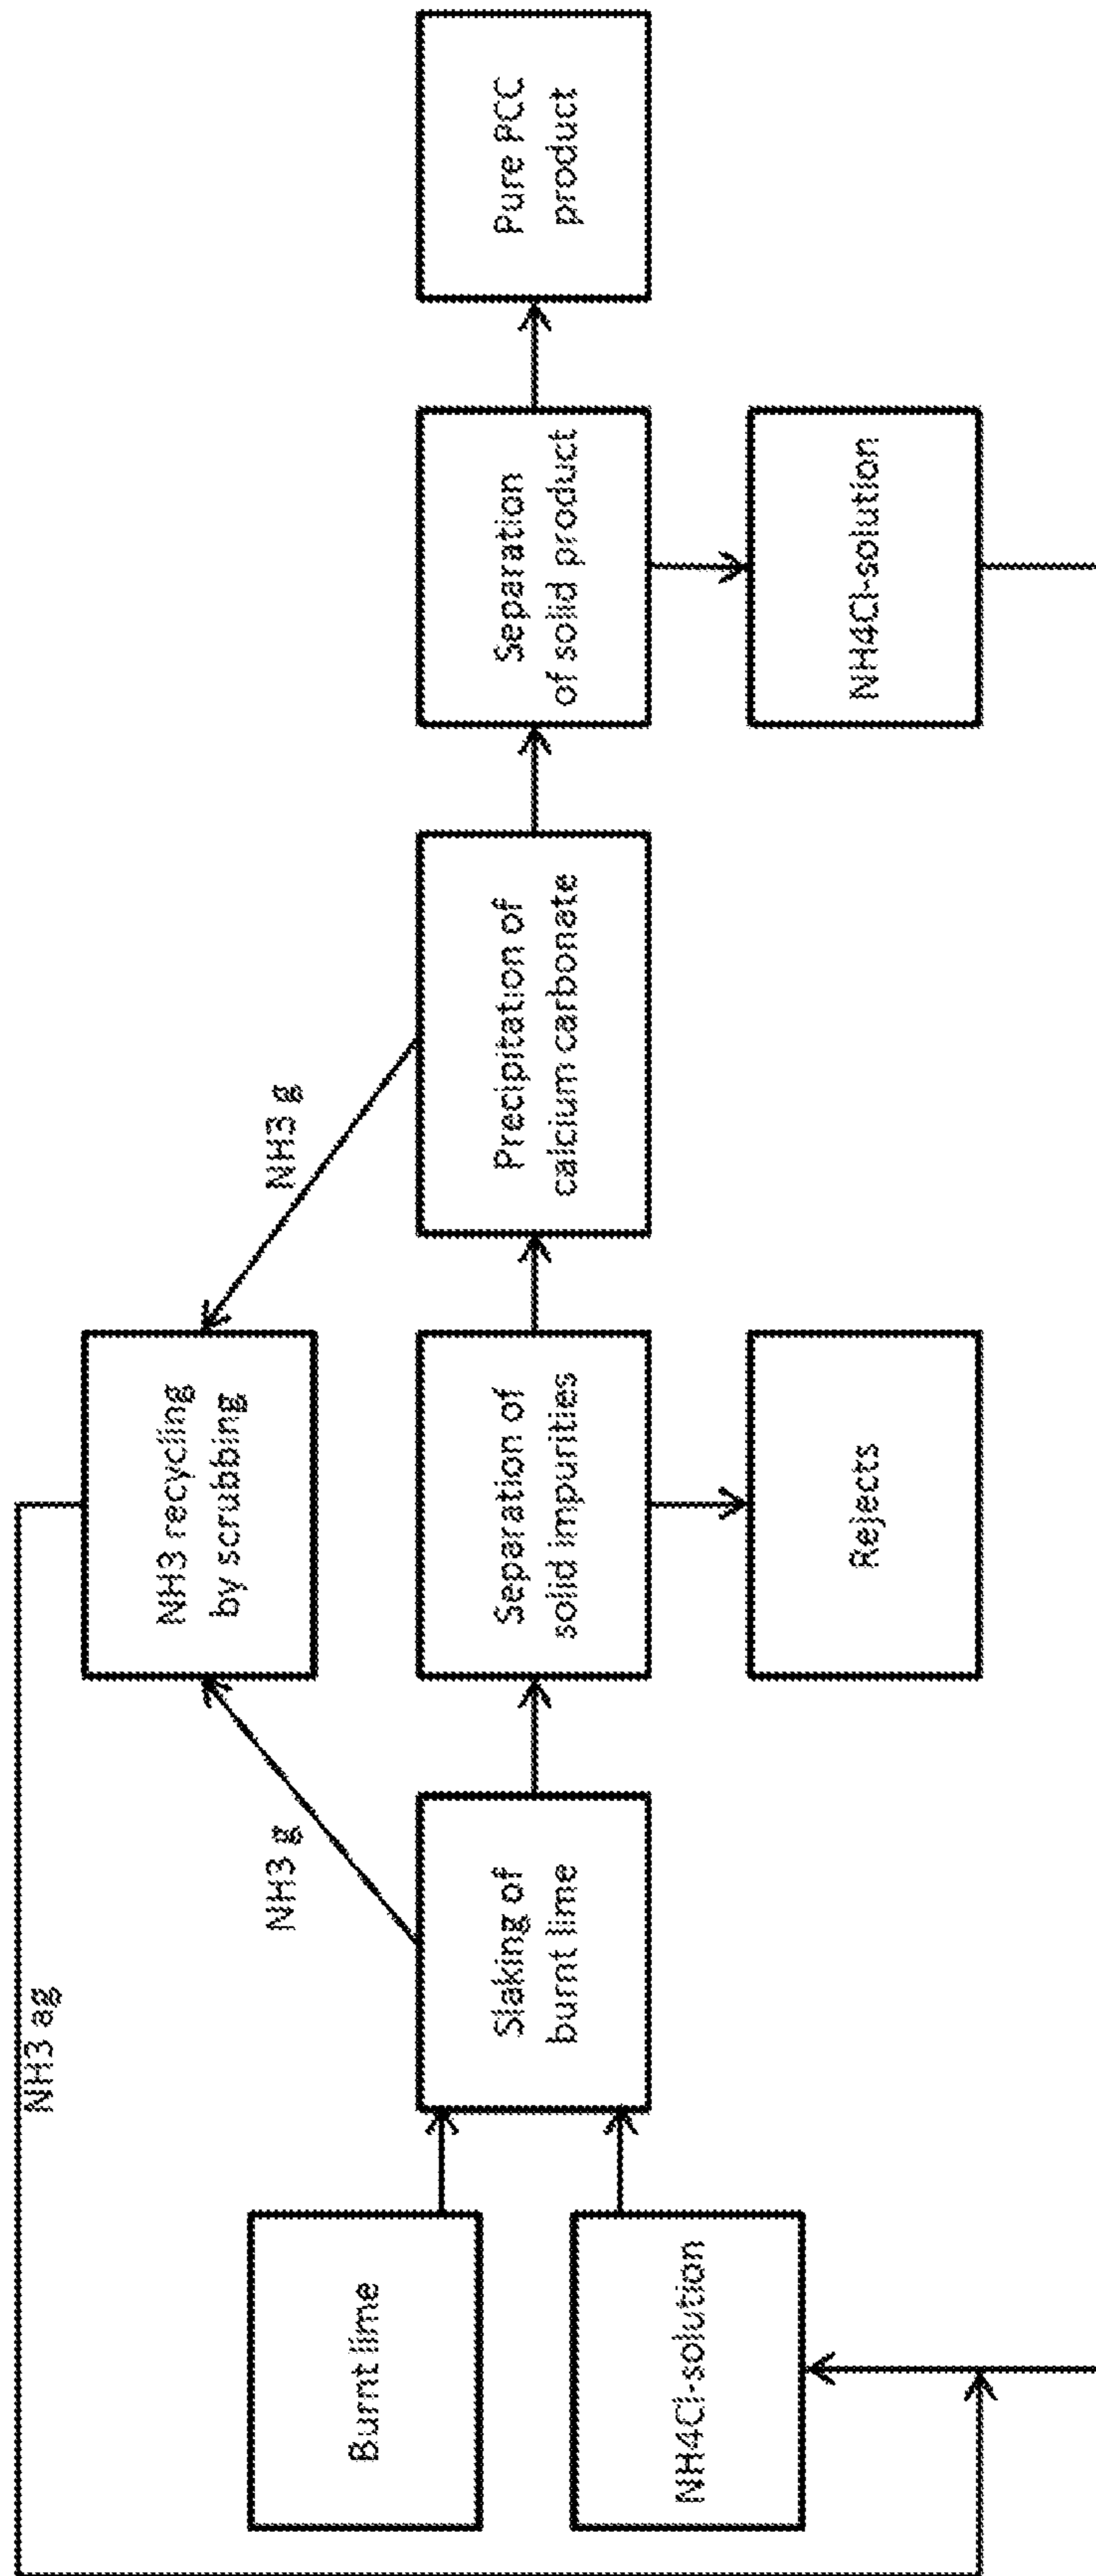 NH3 ag
NH3 recycling
by scrubbing
NH3 g
NH3 g
Burnt lime
NH4Cl-solution
Slaking of
burnt lime
Separation of
solid impurities
Precipitation of
calcium carbonate
Separation
of solid product
Pure PCC
product
Rejects
NH4Cl-solution